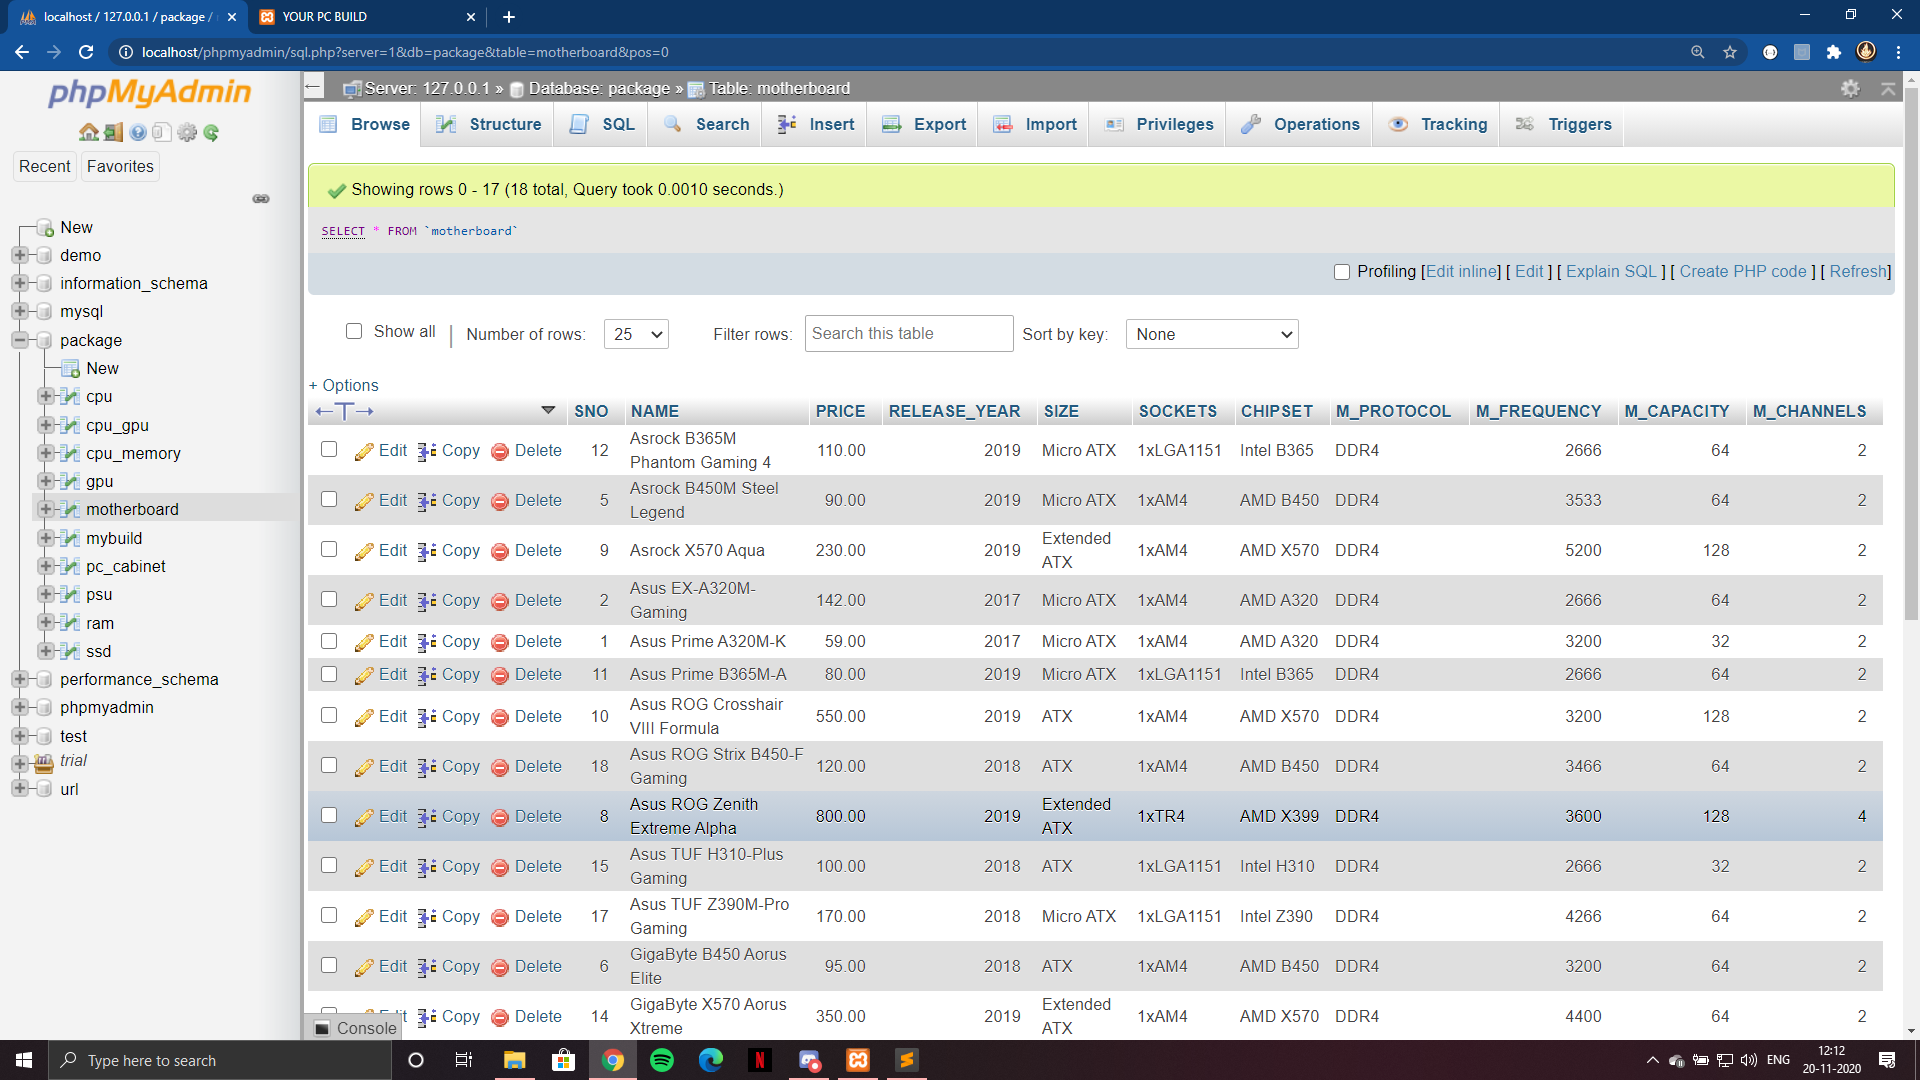 localhost / 127.0.0.1 / package /
YOUR PC BUILD
localhost/phpmyadmin/sql.php?server=1&db=package&table=motherboard&pos=0
phpMyAdmin
Recent Favorites
New
demo
information_schema
mysql
package
New
cpu
cpu_gpu
cpu_memory
gpu
motherboard
mybuild
pc_cabinet
psu
ram
ssd
performance_schema
phpmyadmin
test
trial
url
Server: 127.0.0.1 » Database: package » Table: motherboard
Browse Structure SQL Search Insert Export Import Privileges Operations Tracking Triggers
Showing rows 0 - 17 (18 total, Query took 0.0010 seconds.)
SELECT * FROM `motherboard`
Profiling [Edit inline] [ Edit ] [ Explain SQL ] [ Create PHP code ] [ Refresh]
Show all | Number of rows: 25 Filter rows: Search this table Sort by key: None
+ Options
←T→ SNO NAME PRICE RELEASE_YEAR SIZE SOCKETS CHIPSET M_PROTOCOL M_FREQUENCY M_CAPACITY M_CHANNELS
Edit Copy Delete 12 Asrock B365M Phantom Gaming 4 110.00 2019 Micro ATX 1xLGA1151 Intel B365 DDR4 2666 64 2
Edit Copy Delete 5 Asrock B450M Steel Legend 90.00 2019 Micro ATX 1xAM4 AMD B450 DDR4 3533 64 2
Edit Copy Delete 9 Asrock X570 Aqua 230.00 2019 Extended ATX 1xAM4 AMD X570 DDR4 5200 128 2
Edit Copy Delete 2 Asus EX-A320M-Gaming 142.00 2017 Micro ATX 1xAM4 AMD A320 DDR4 2666 64 2
Edit Copy Delete 1 Asus Prime A320M-K 59.00 2017 Micro ATX 1xAM4 AMD A320 DDR4 3200 32 2
Edit Copy Delete 11 Asus Prime B365M-A 80.00 2019 Micro ATX 1xLGA1151 Intel B365 DDR4 2666 64 2
Edit Copy Delete 10 Asus ROG Crosshair VIII Formula 550.00 2019 ATX 1xAM4 AMD X570 DDR4 3200 128 2
Edit Copy Delete 18 Asus ROG Strix B450-F Gaming 120.00 2018 ATX 1xAM4 AMD B450 DDR4 3466 64 2
Edit Copy Delete 8 Asus ROG Zenith Extreme Alpha 800.00 2019 Extended ATX 1xTR4 AMD X399 DDR4 3600 128 4
Edit Copy Delete 15 Asus TUF H310-Plus Gaming 100.00 2018 ATX 1xLGA1151 Intel H310 DDR4 2666 32 2
Edit Copy Delete 17 Asus TUF Z390M-Pro Gaming 170.00 2018 Micro ATX 1xLGA1151 Intel Z390 DDR4 4266 64 2
Edit Copy Delete 6 GigaByte B450 Aorus Elite 95.00 2018 ATX 1xAM4 AMD B450 DDR4 3200 64 2
Copy Delete 14 GigaByte X570 Aorus Xtreme 350.00 2019 Extended ATX 1xAM4 AMD X570 DDR4 4400 64 2
Console
Type here to search
ENG
12:12
20-11-2020